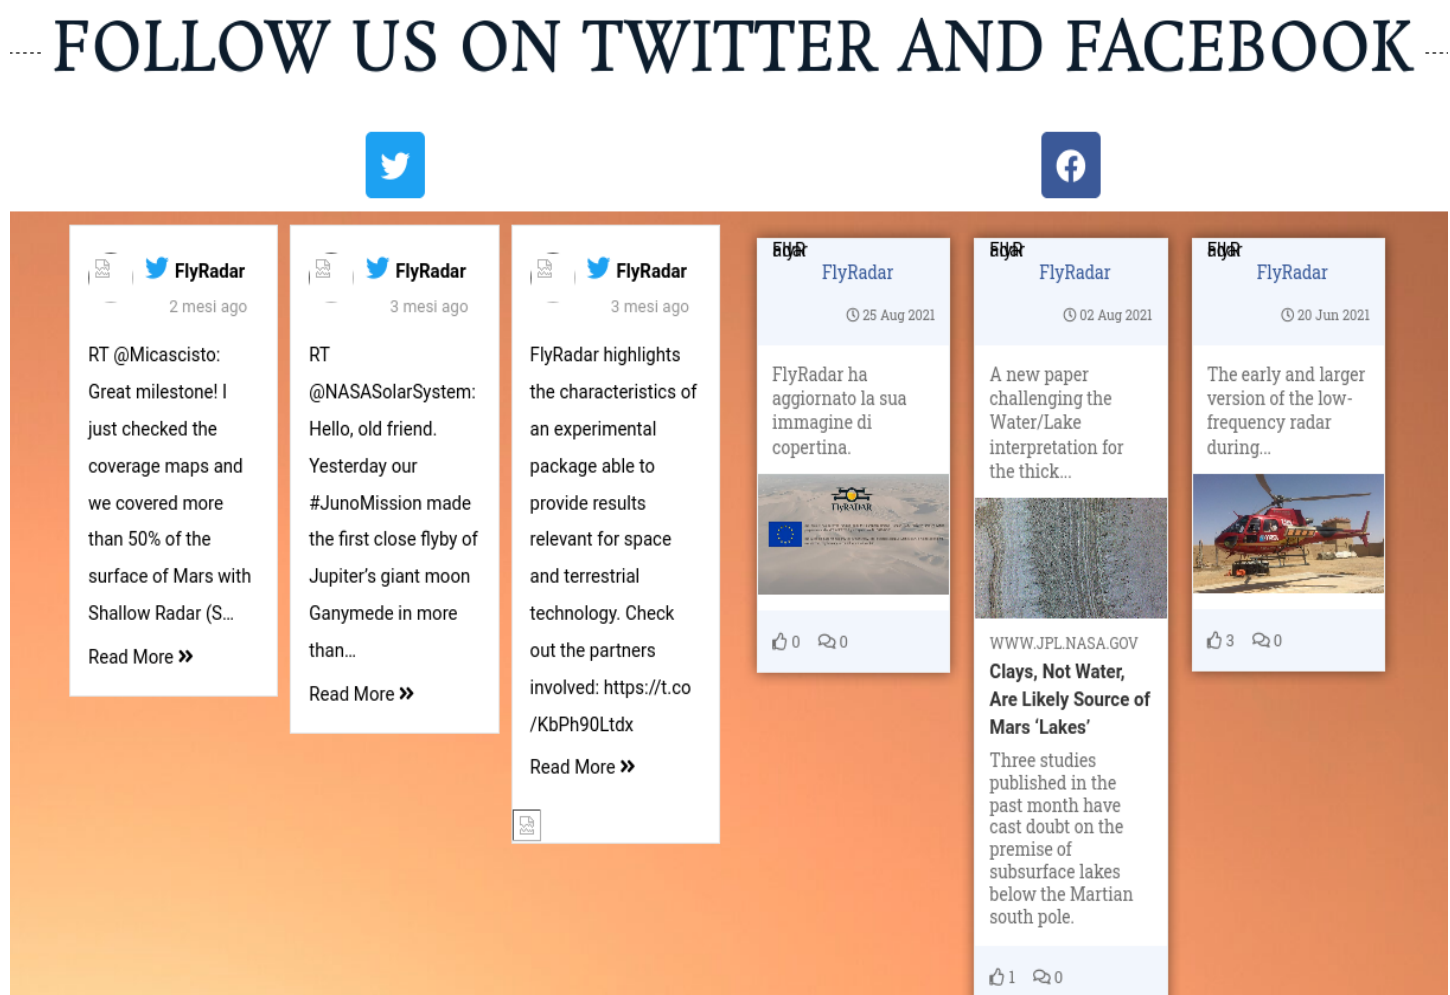 FOLLOW US ON TWITTER AND FACEBOOK
FlyRadar
2 mesi ago
RT @Micascisto:
Great milestone! I
just checked the
coverage maps and
we covered more
than 50% of the
surface of Mars with
Shallow Radar (S...
Read More
FlyRadar
3 mesi ago
RT
@NASASolarSystem:
Hello, old friend.
Yesterday our
#JunoMission made
the first close flyby of
Jupiter’s giant moon
Ganymede in more
than...
Read More
FlyRadar
3 mesi ago
FlyRadar highlights
the characteristics of
an experimental
package able to
provide results
relevant for space
and terrestrial
technology. Check
out the partners
involved: https://t.co
/KbPh90Ltdx
Read More
FlyRadar
25 Aug 2021
FlyRadar ha
aggiornato la sua
immagine di
copertina.
FlyRADAR
0 0
FlyRadar
02 Aug 2021
A new paper
challenging the
Water/Lake
interpretation for
the thick...
WWW.JPL.NASA.GOV
Clays, Not Water,
Are Likely Source of
Mars ‘Lakes’
Three studies
published in the
past month have
cast doubt on the
premise of
subsurface lakes
below the Martian
south pole.
1 0
FlyRadar
20 Jun 2021
The early and larger
version of the low-
frequency radar
during...
3 0